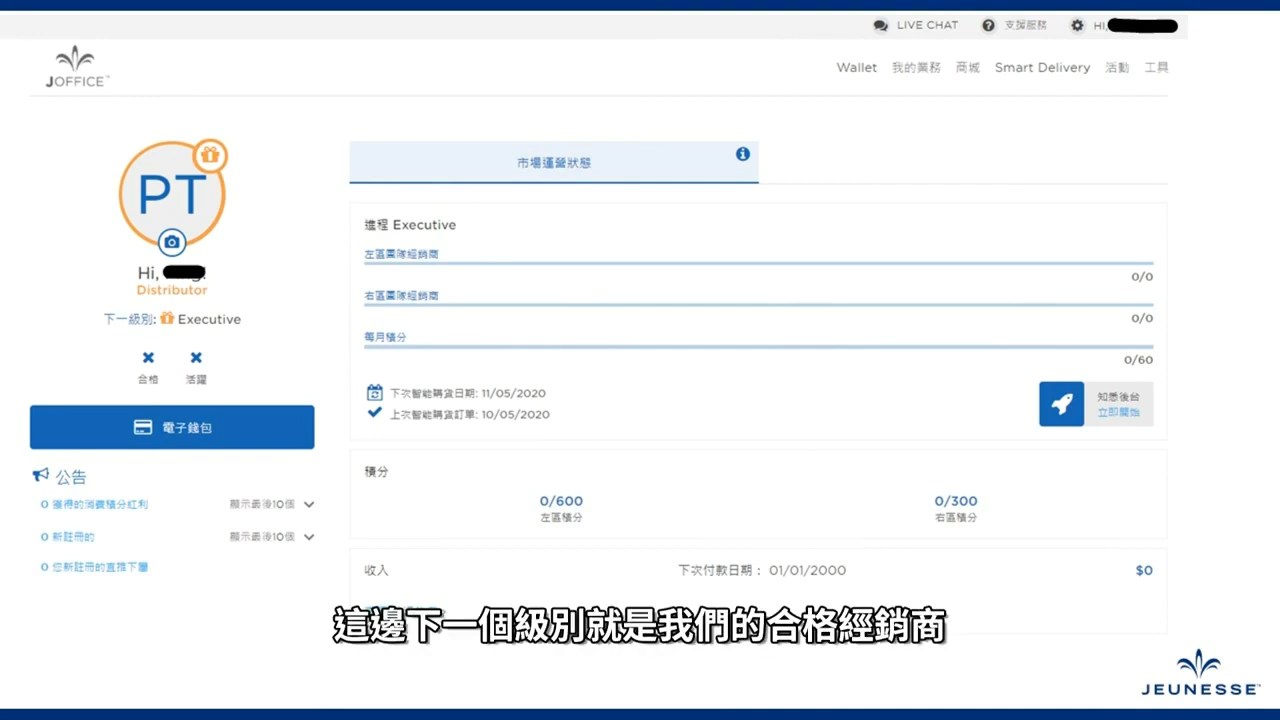 LIVE CHAT 支援服務 HI,
JOFFICE™
Wallet 我的業務 商城 Smart Delivery 活動 工具
PT
Hi,
Distributor
下一級別: Executive
合格 活躍
電子錢包
公告
0 獲得的消費積分紅利 顯示最後10個
0 新註冊的 顯示最後10個
0 您新註冊的直推下屬
市場運營狀態
進程 Executive
左區團隊經銷商
0/0
右區團隊經銷商
0/0
每月積分
0/60
下次智能購貨日期: 11/05/2020
上次智能購貨訂單: 10/05/2020
知悉後台
立即開始
積分
0/600 0/300
左區積分 右區積分
收入 下次付款日期： 01/01/2000 $0
這邊下一個級別就是我們的合格經銷商
JEUNESSE™